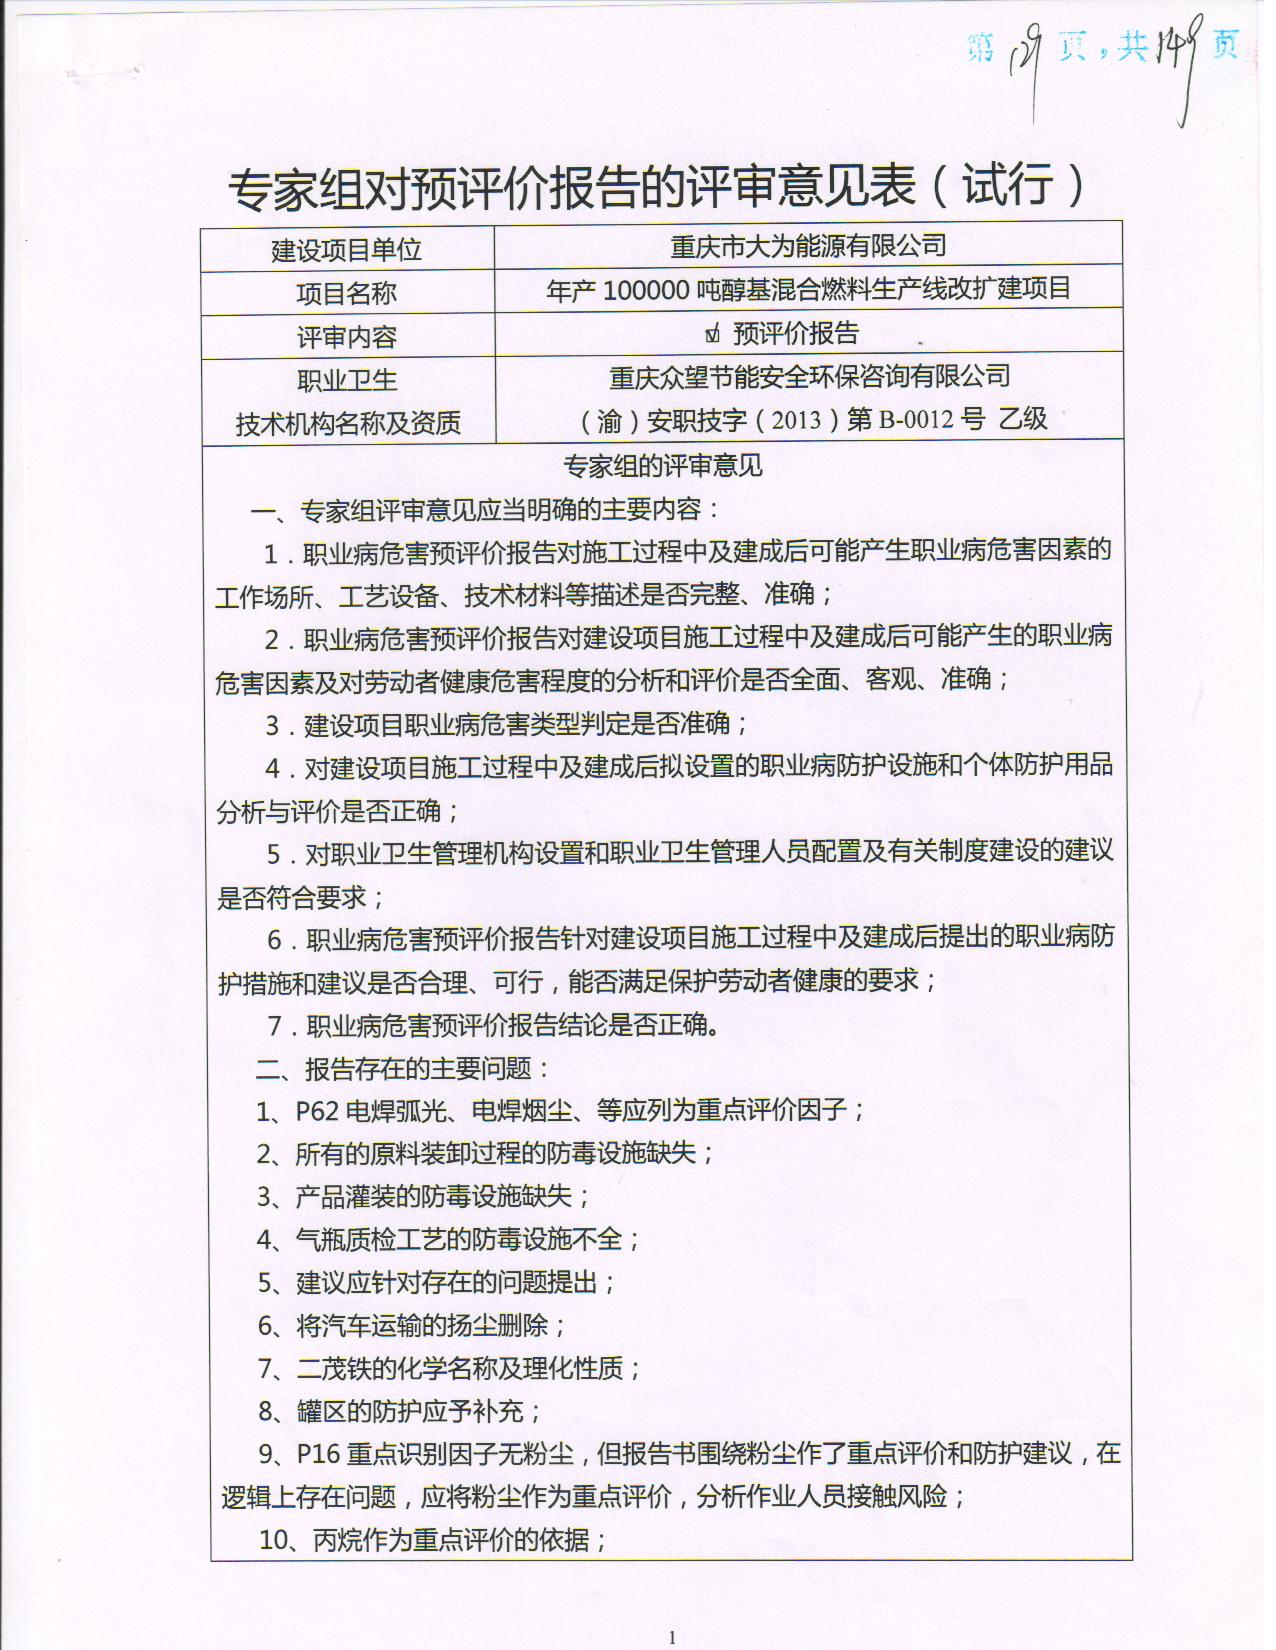 第129页，共149页
专家组对预评价报告的评审意见表（试行）
建设项目单位 重庆市大为能源有限公司
项目名称 年产 100000 吨醇基混合燃料生产线改扩建项目
评审内容 ☑ 预评价报告
职业卫生 重庆众望节能安全环保咨询有限公司
技术机构名称及资质 （渝）安职技字（2013）第 B-0012 号 乙级
专家组的评审意见
一、专家组评审意见应当明确的主要内容：
1．职业病危害预评价报告对施工过程中及建成后可能产生职业病危害因素的
工作场所、工艺设备、技术材料等描述是否完整、准确；
2．职业病危害预评价报告对建设项目施工过程中及建成后可能产生的职业病
危害因素及对劳动者健康危害程度的分析和评价是否全面、客观、准确；
3．建设项目职业病危害类型判定是否准确；
4．对建设项目施工过程中及建成后拟设置的职业病防护设施和个体防护用品
分析与评价是否正确；
5．对职业卫生管理机构设置和职业卫生管理人员配置及有关制度建设的建议
是否符合要求；
6．职业病危害预评价报告针对建设项目施工过程中及建成后提出的职业病防
护措施和建议是否合理、可行，能否满足保护劳动者健康的要求；
7．职业病危害预评价报告结论是否正确。
二、报告存在的主要问题：
1、P62 电焊弧光、电焊烟尘、等应列为重点评价因子；
2、所有的原料装卸过程的防毒设施缺失；
3、产品灌装的防毒设施缺失；
4、气瓶质检工艺的防毒设施不全；
5、建议应针对存在的问题提出；
6、将汽车运输的扬尘删除；
7、二茂铁的化学名称及理化性质；
8、罐区的防护应予补充；
9、P16 重点识别因子无粉尘，但报告书围绕粉尘作了重点评价和防护建议，在
逻辑上存在问题，应将粉尘作为重点评价，分析作业人员接触风险；
10、丙烷作为重点评价的依据；
1